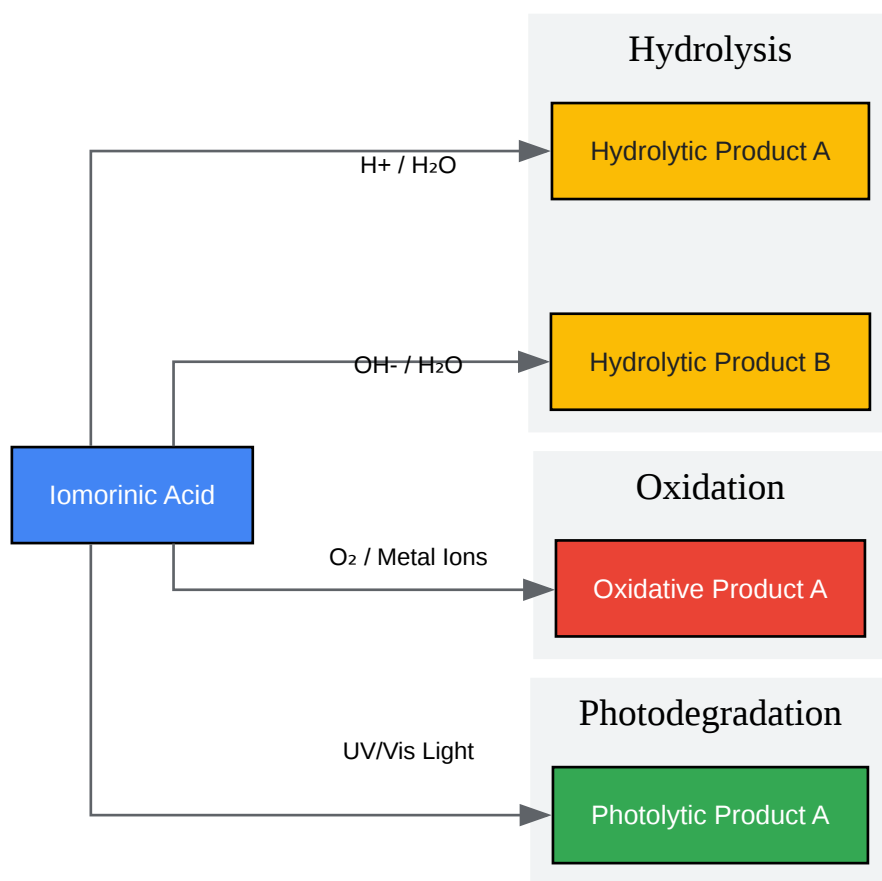 Hydrolysis
Hydrolytic Product A
H+ / H₂O
Hydrolytic Product B
OH- / H₂O
Iomorinic Acid
Oxidation
O₂ / Metal Ions
Oxidative Product A
Photodegradation
UV/Vis Light
Photolytic Product A